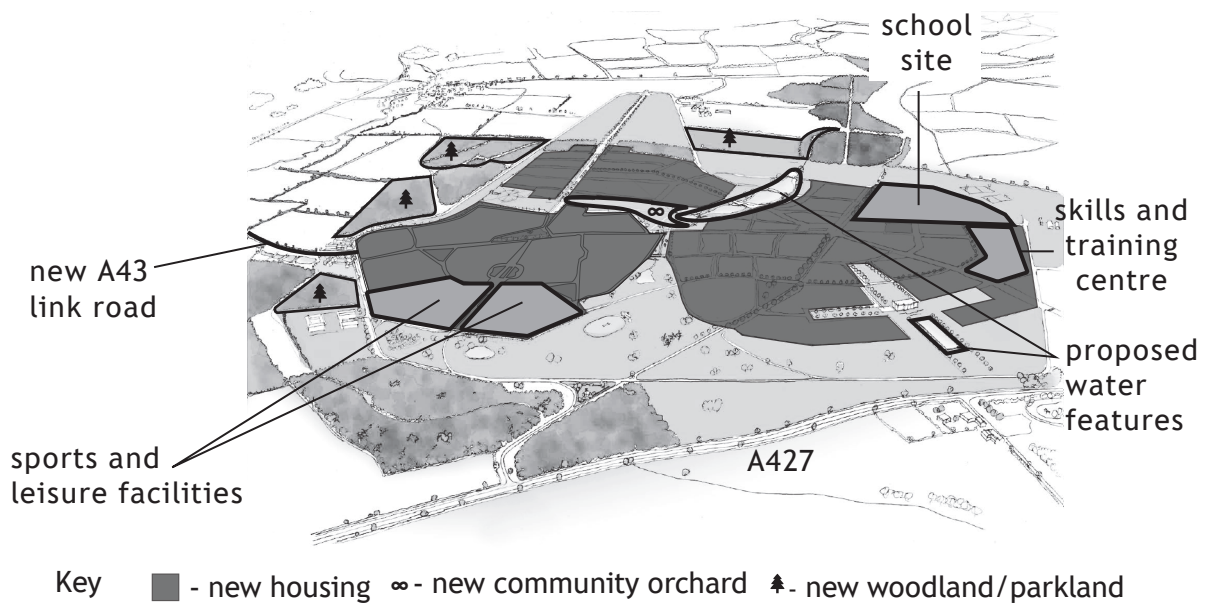 school
site
skills and
training
centre
new A43
link road
proposed
water
features
sports and
leisure facilities
A427
Key - new housing ∞ - new community orchard - new woodland/parkland
∞